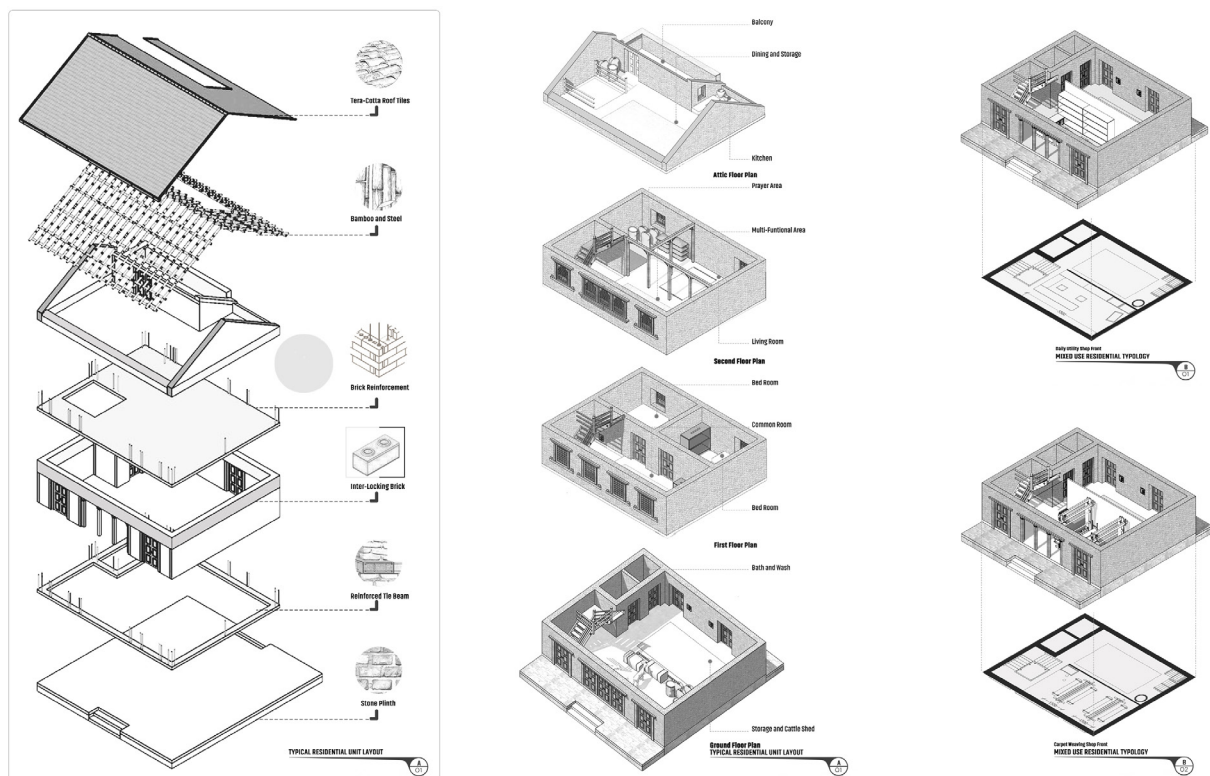 Tera-Cotta Roof Tiles
Bamboo and Steel
Brick Reinforcement
Inter-Locking Brick
Reinforced Tie Beam
Stone Plinth
TYPICAL RESIDENTIAL UNIT LAYOUT
A
01
Balcony
Dining and Storage
Kitchen
Attic Floor Plan
Prayer Area
Multi-Funtional Area
Living Room
Second Floor Plan
Bed Room
Common Room
Bed Room
First Floor Plan
Bath and Wash
Storage and Cattle Shed
Ground Floor Plan
TYPICAL RESIDENTIAL UNIT LAYOUT
A
01
Daily Utility Shop Front
MIXED USE RESIDENTIAL TYPOLOGY
B
01
Carpet Weaving Shop Front
MIXED USE RESIDENTIAL TYPOLOGY
B
02